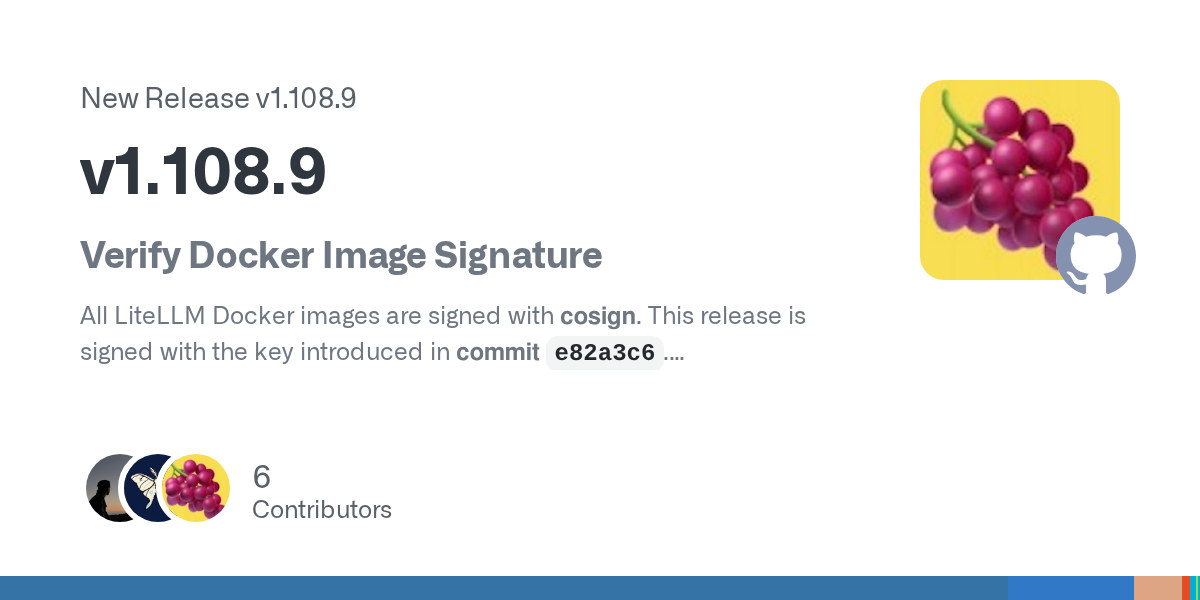 New Release v1.108.9
v1.108.9
Verify Docker Image Signature
All LiteLLM Docker images are signed with cosign. This release is
signed with the key introduced in commit e82a3c6....
6
Contributors